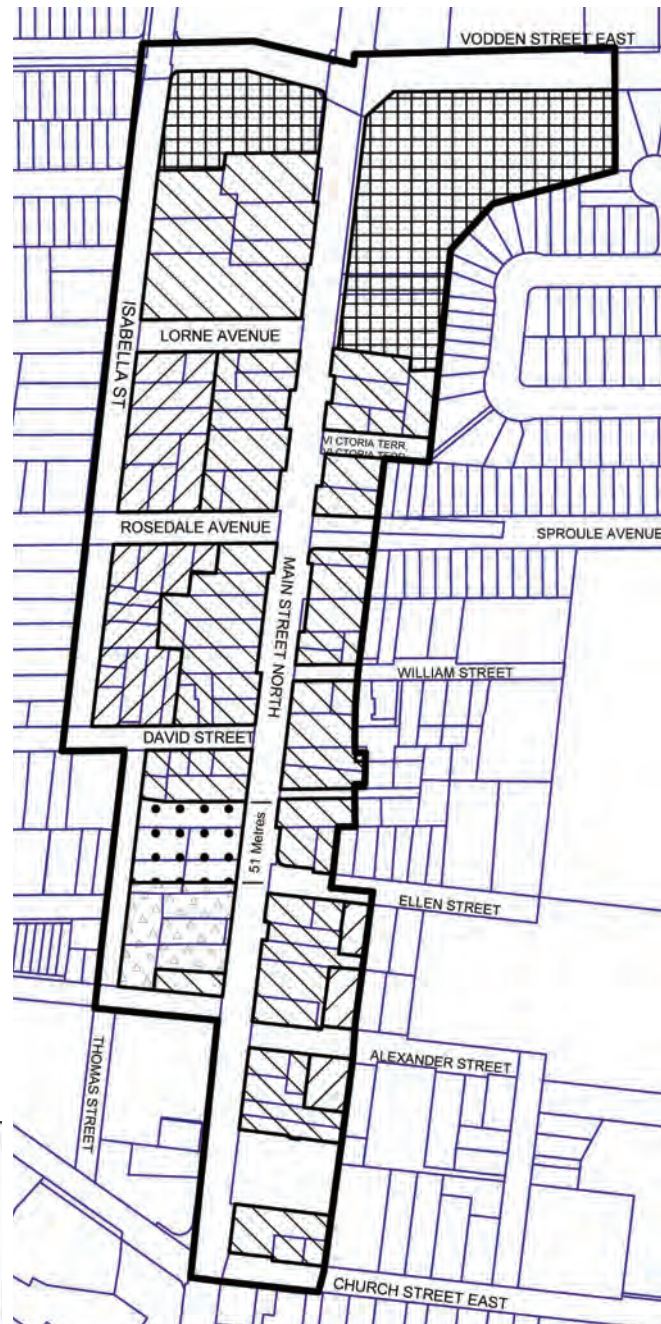 VODDEN STREET EAST
ISABELLA ST.
LORNE AVENUE
VICTORIA TERR.
VICTORIA TERR.
ROSEDALE AVENUE
SPROULE AVENUE
MAIN STREET NORTH
WILLIAM STREET
DAVID STREET
51 Metres
ELLEN STREET
THOMAS STREET
ALEXANDER STREET
CHURCH STREET EAST